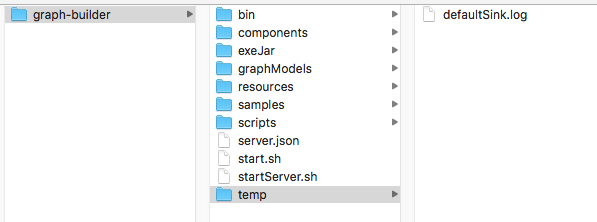 graph-builder
bin
components
exeJar
graphModels
resources
samples
scripts
server.json
start.sh
startServer.sh
temp
defaultSink.log